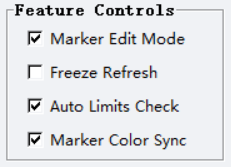 Feature Controls
Marker Edit Mode
Freeze Refresh
Auto Limits Check
Marker Color Sync